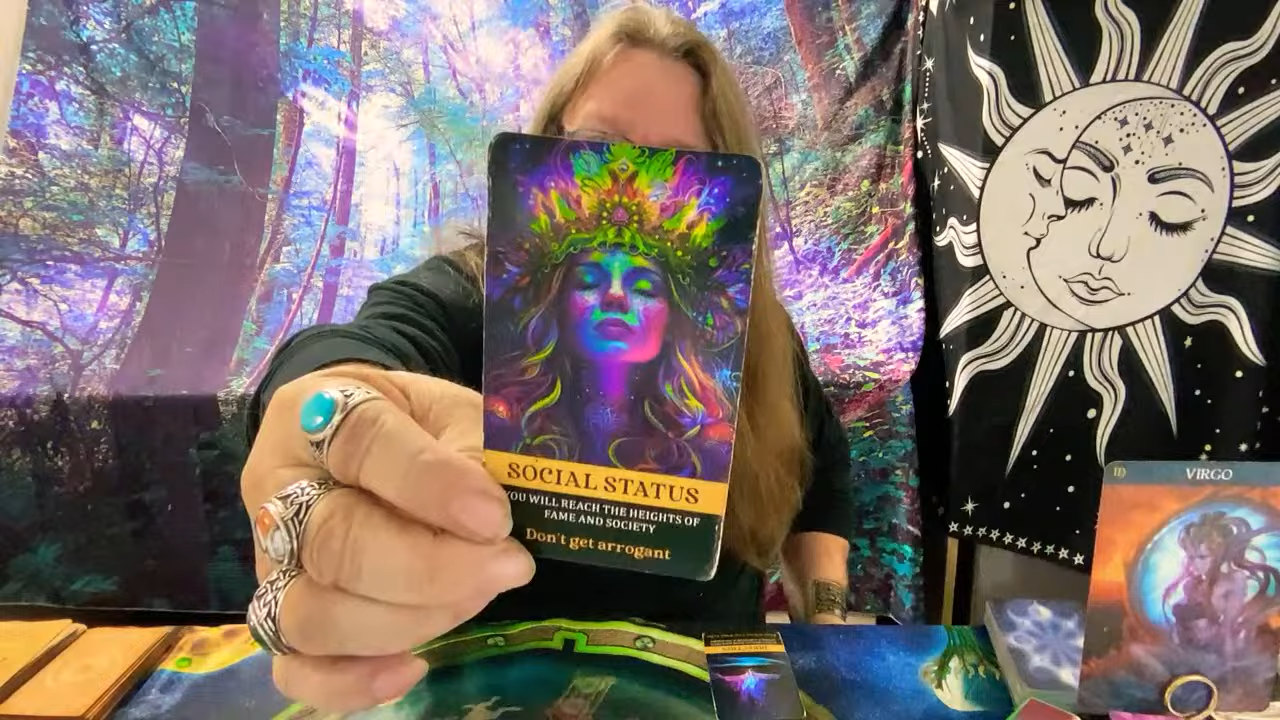 SOCIAL STATUS
YOU WILL REACH THE HEIGHTS OF
FAME AND SOCIETY
Don't get arrogant
VIRGO